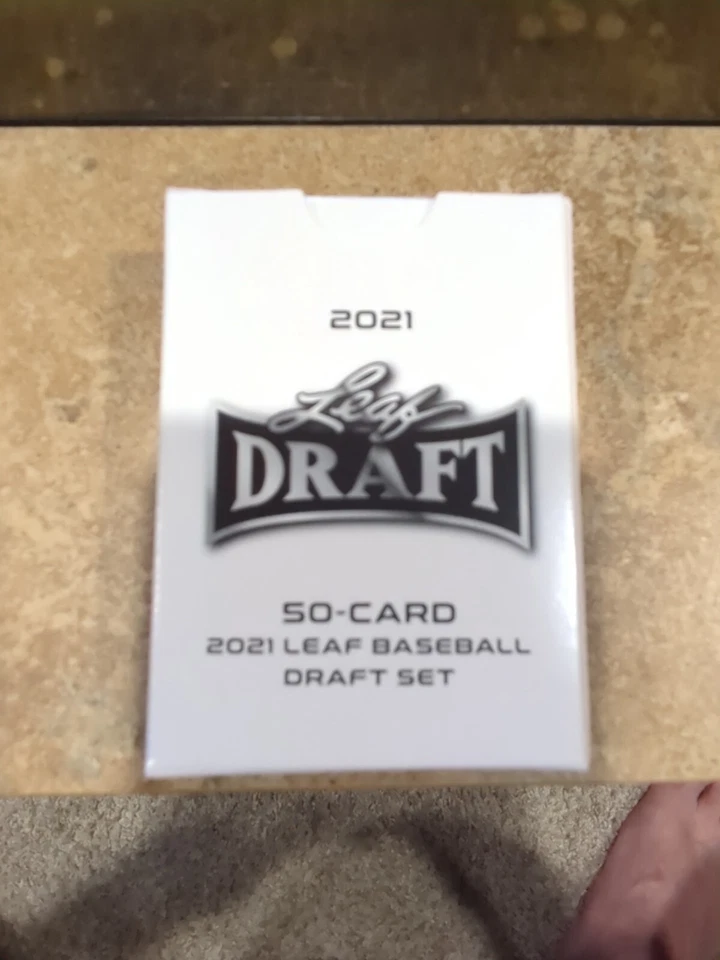 2021
Leaf
DRAFT
50-CARD
2021 LEAF BASEBALL
DRAFT SET